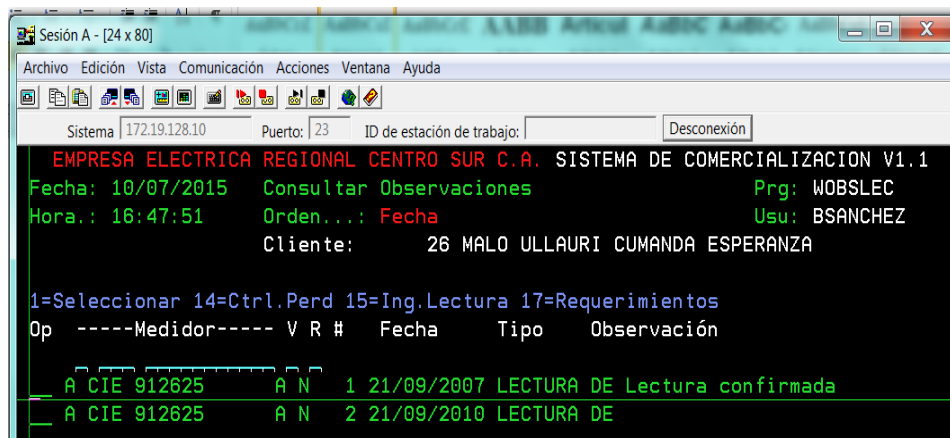 Sesión A - [24 x 80]
Archivo Edición Vista Comunicación Acciones Ventana Ayuda
Sistema 172.19.128.10 Puerto: 23 ID de estación de trabajo: Desconexión
EMPRESA ELECTRICA REGIONAL CENTRO SUR C.A. SISTEMA DE COMERCIALIZACION V1.1
Fecha: 10/07/2015 Consultar Observaciones Prg: WOBSLEC
Hora.: 16:47:51 Orden...: Fecha Usu: BSANCHEZ
Cliente: 26 MALO ULLAURI CUMANDA ESPERANZA
1=Seleccionar 14=Ctrl.Perd 15=Ing.Lectura 17=Requerimientos
Op -----Medidor----- V R # Fecha Tipo Observación
__ A CIE 912625 A N 1 21/09/2007 LECTURA DE Lectura confirmada
__ A CIE 912625 A N 2 21/09/2010 LECTURA DE